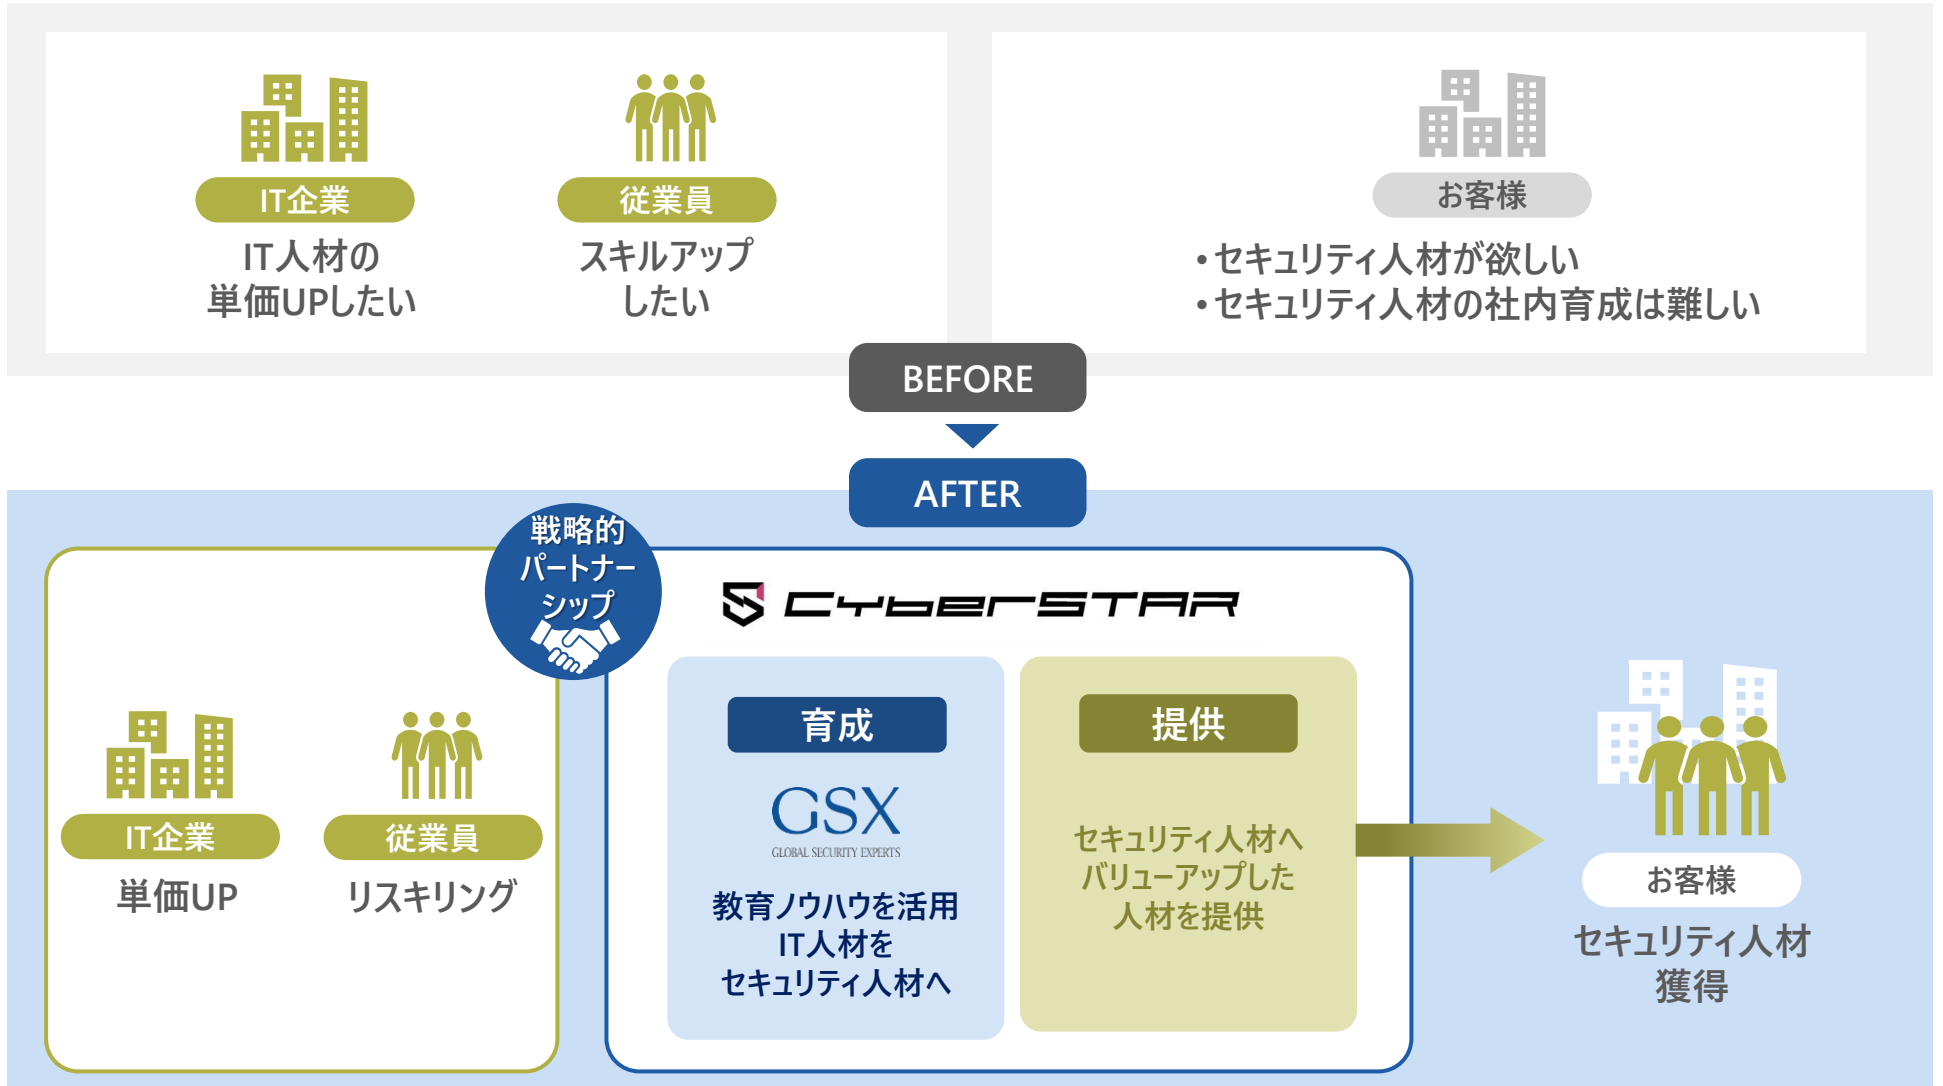 IT企業
IT人材の
単価UPしたい
従業員
スキルアップ
したい
お客様
・セキュリティ人材が欲しい
・セキュリティ人材の社内育成は難しい
BEFORE
AFTER
戦略的
パートナー
シップ
IT企業
単価UP
従業員
リスキリング
CYBERSTAR
育成
GSX
GLOBAL SECURITY EXPERTS
教育ノウハウを活用
IT人材を
セキュリティ人材へ
提供
セキュリティ人材へ
バリューアップした
人材を提供
お客様
セキュリティ人材
獲得